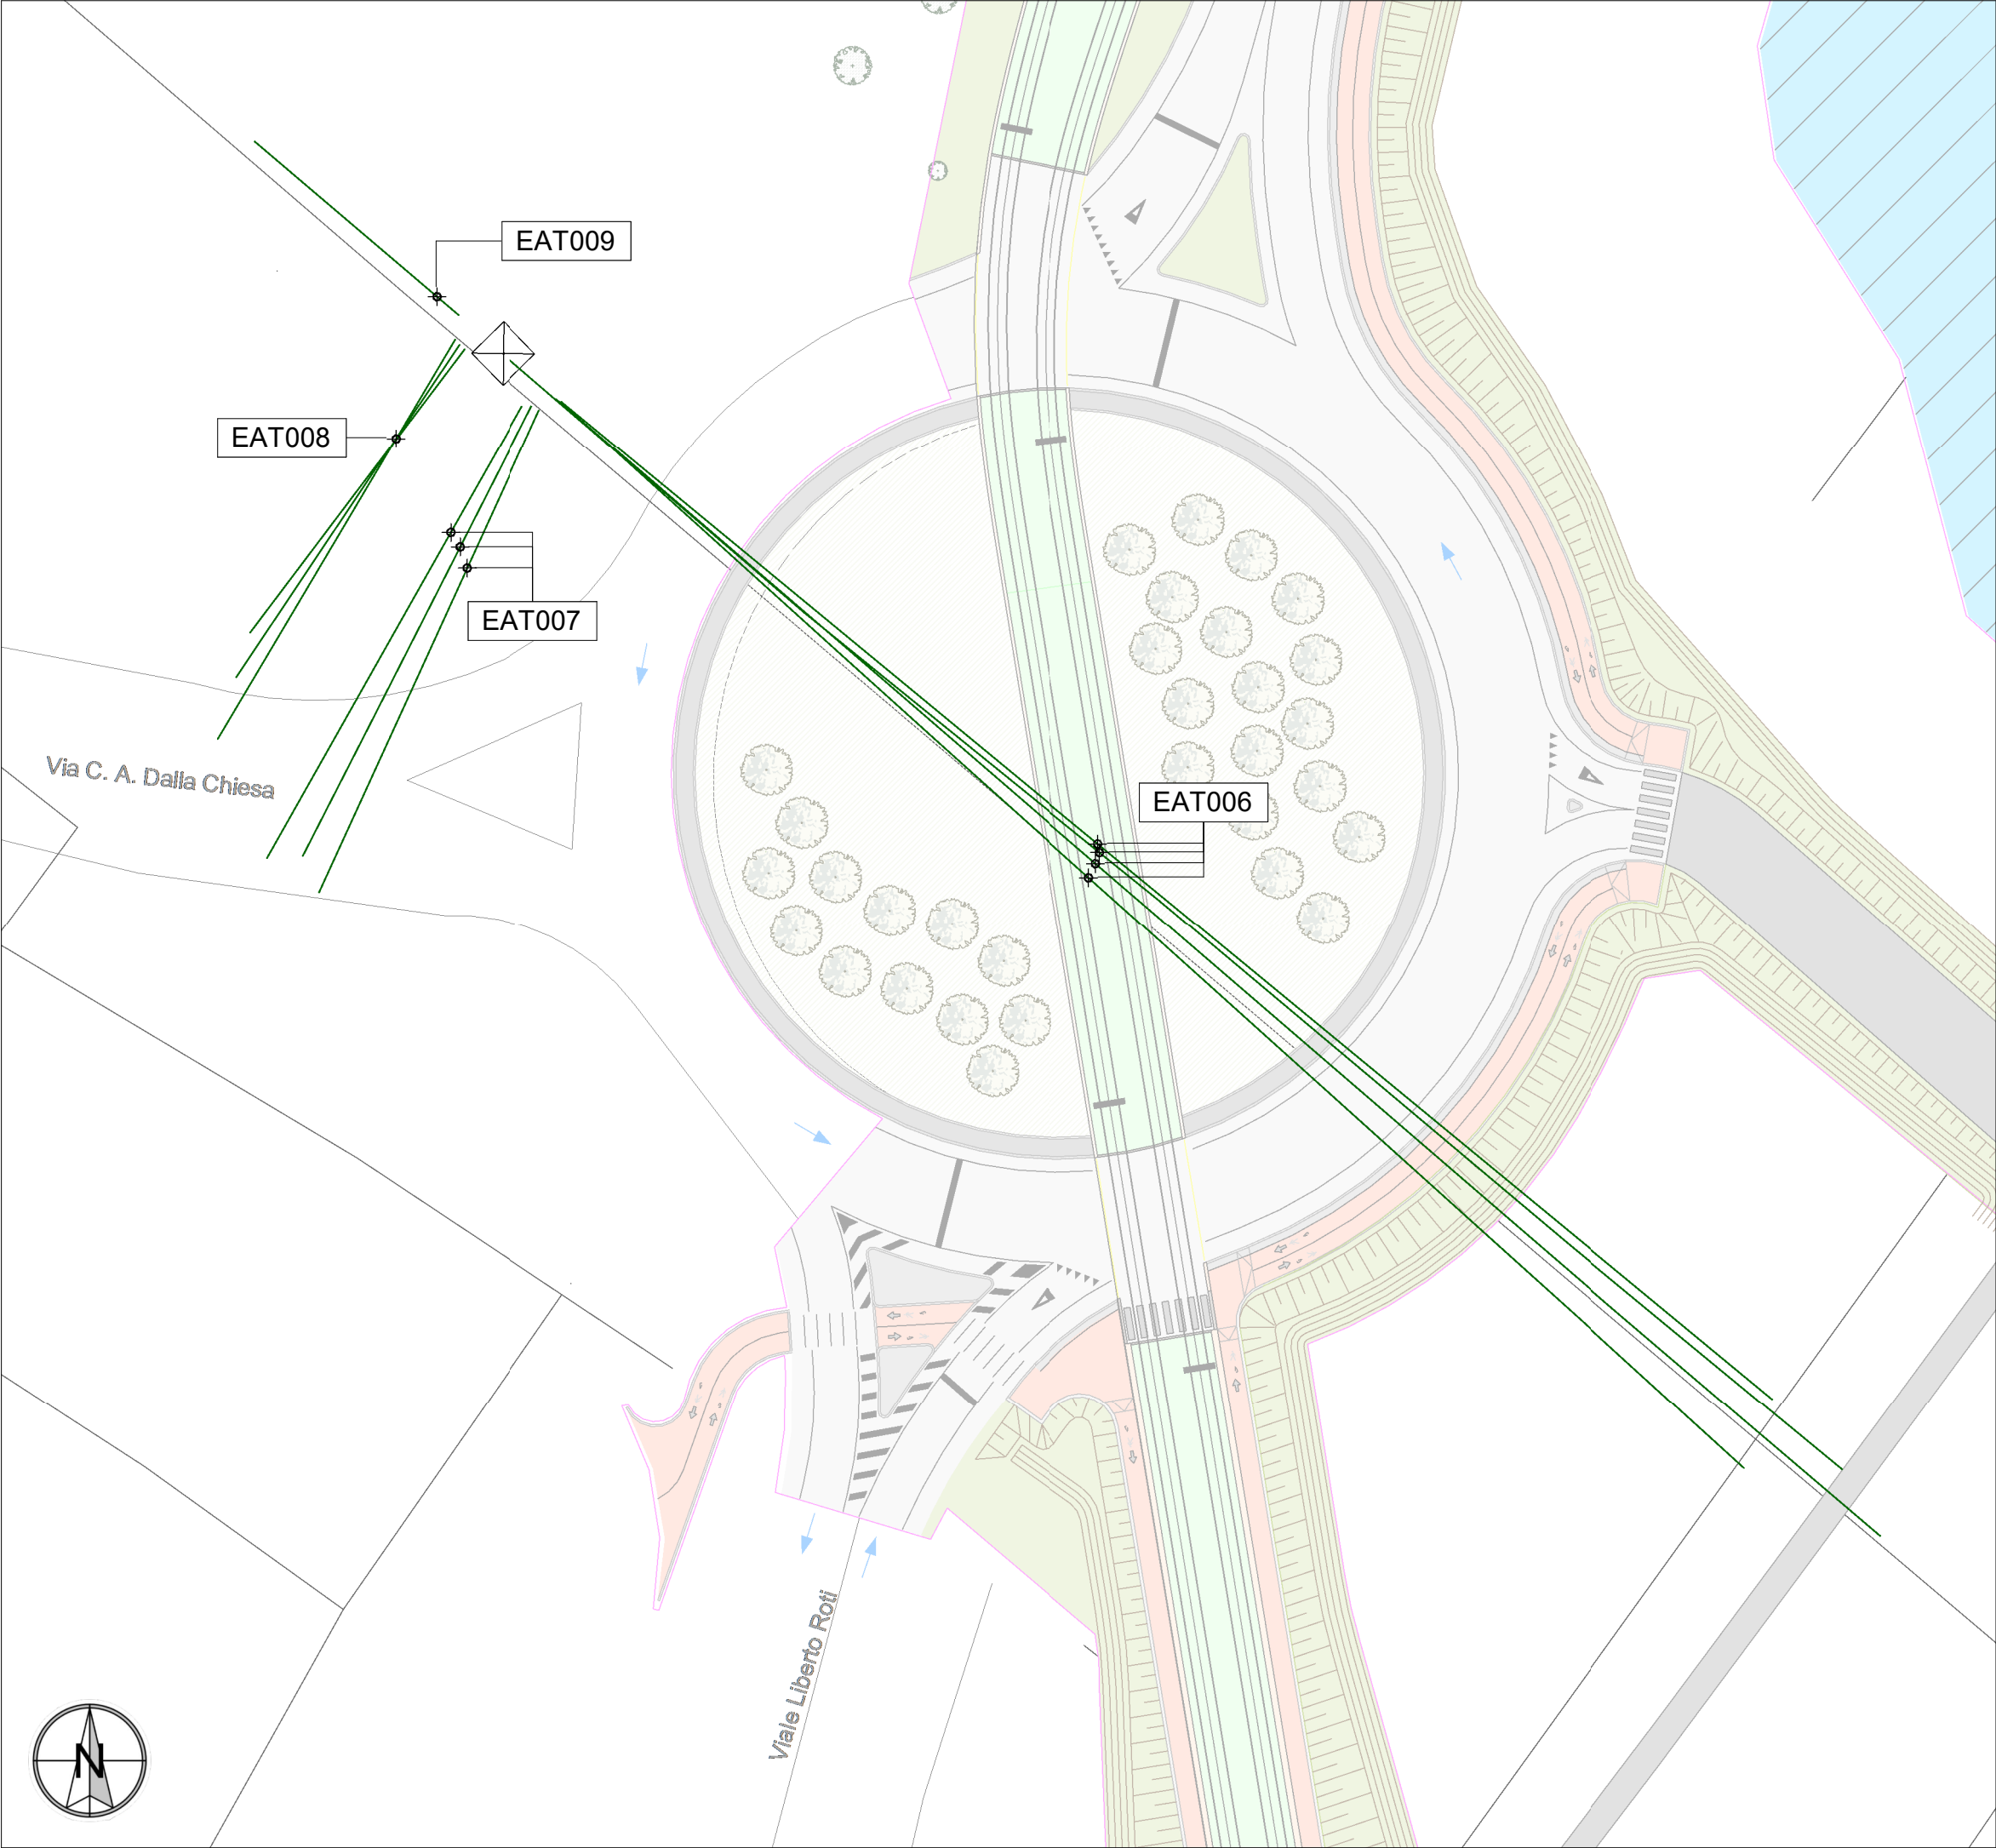 EAT009
EAT008
EAT007
Via C. A. Dalla Chiesa
EAT006
Viale Liberto Roti
N